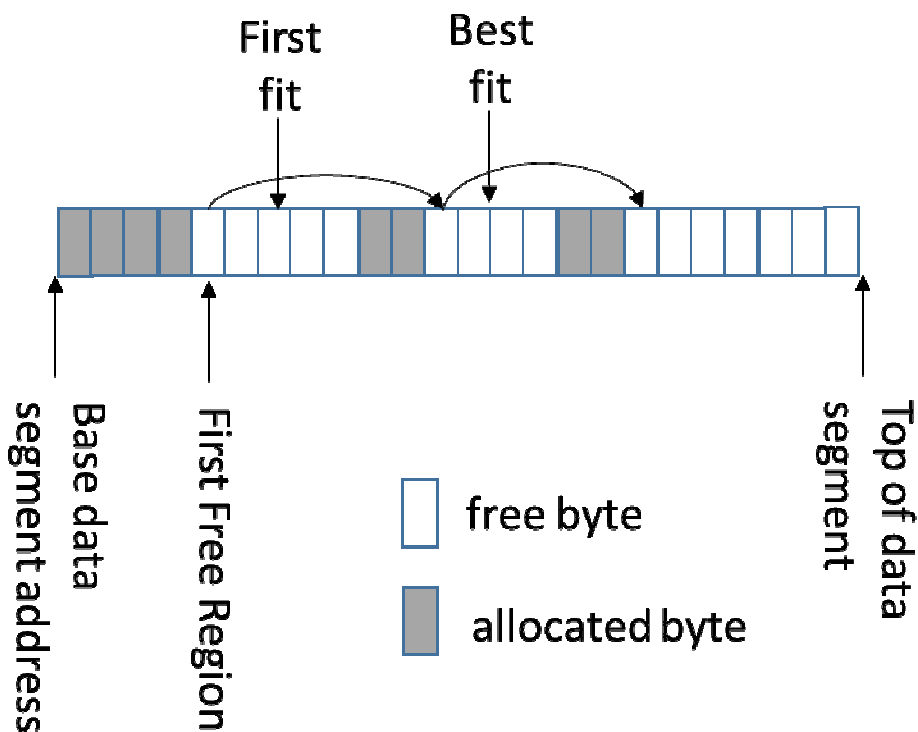 First
fit
Best
fit
Base data
segment address
First Free Region
Top of data
segment
free byte
allocated byte